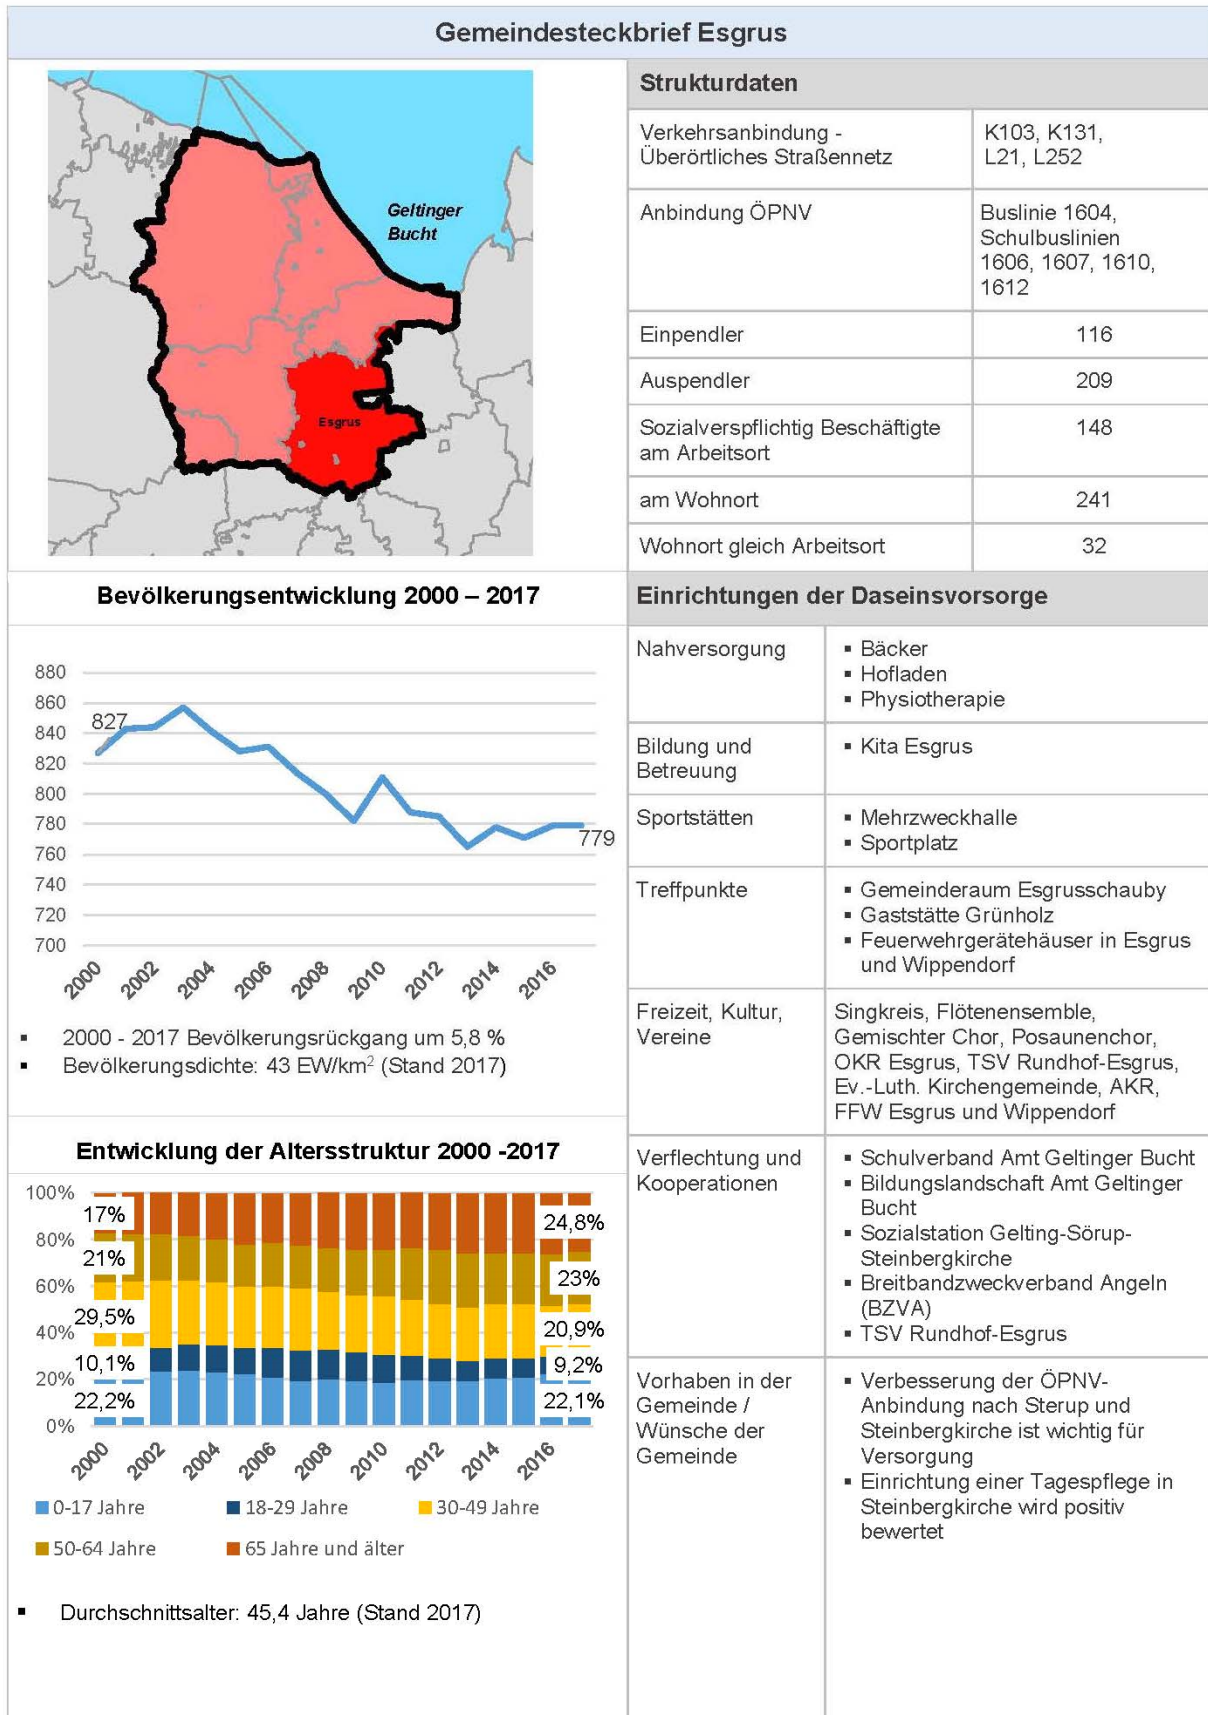 Gemeindesteckbrief Esgrus
Geltinger
Bucht
Esgrus
Strukturdaten
Verkehrsanbindung -
Überörtliches Straßennetz
K103, K131,
L21, L252
Anbindung ÖPNV
Buslinie 1604,
Schulbuslinien
1606, 1607, 1610,
1612
Einpendler
116
Auspendler
209
Sozialverspflichtig Beschäftigte
am Arbeitsort
148
am Wohnort
241
Wohnort gleich Arbeitsort
32
Bevölkerungsentwicklung 2000 – 2017
880
860
840
820
800
780
760
740
720
700
827
779
2000
2002
2004
2006
2008
2010
2012
2014
2016
▪ 2000 - 2017 Bevölkerungsrückgang um 5,8 %
▪ Bevölkerungsdichte: 43 EW/km² (Stand 2017)
Entwicklung der Altersstruktur 2000 -2017
100%
80%
60%
40%
20%
0%
17%
21%
29,5%
10,1%
22,2%
24,8%
23%
20,9%
9,2%
22,1%
2000
2002
2004
2006
2008
2010
2012
2014
2016
0-17 Jahre
18-29 Jahre
30-49 Jahre
50-64 Jahre
65 Jahre und älter
▪ Durchschnittsalter: 45,4 Jahre (Stand 2017)
Einrichtungen der Daseinsvorsorge
Nahversorgung
▪ Bäcker
▪ Hofladen
▪ Physiotherapie
Bildung und
Betreuung
▪ Kita Esgrus
Sportstätten
▪ Mehrzweckhalle
▪ Sportplatz
Treffpunkte
▪ Gemeinderaum Esgrusschauby
▪ Gaststätte Grünholz
▪ Feuerwehrgerätehäuser in Esgrus
und Wippendorf
Freizeit, Kultur,
Vereine
Singkreis, Flötenensemble,
Gemischter Chor, Posaunenchor,
OKR Esgrus, TSV Rundhof-Esgrus,
Ev.-Luth. Kirchengemeinde, AKR,
FFW Esgrus und Wippendorf
Verflechtung und
Kooperationen
▪ Schulverband Amt Geltinger Bucht
▪ Bildungslandschaft Amt Geltinger
Bucht
▪ Sozialstation Gelting-Sörup-
Steinbergkirche
▪ Breitbandzweckverband Angeln
(BZVA)
▪ TSV Rundhof-Esgrus
Vorhaben in der
Gemeinde /
Wünsche der
Gemeinde
▪ Verbesserung der ÖPNV-
Anbindung nach Sterup und
Steinbergkirche ist wichtig für
Versorgung
▪ Einrichtung einer Tagespflege in
Steinbergkirche wird positiv
bewertet